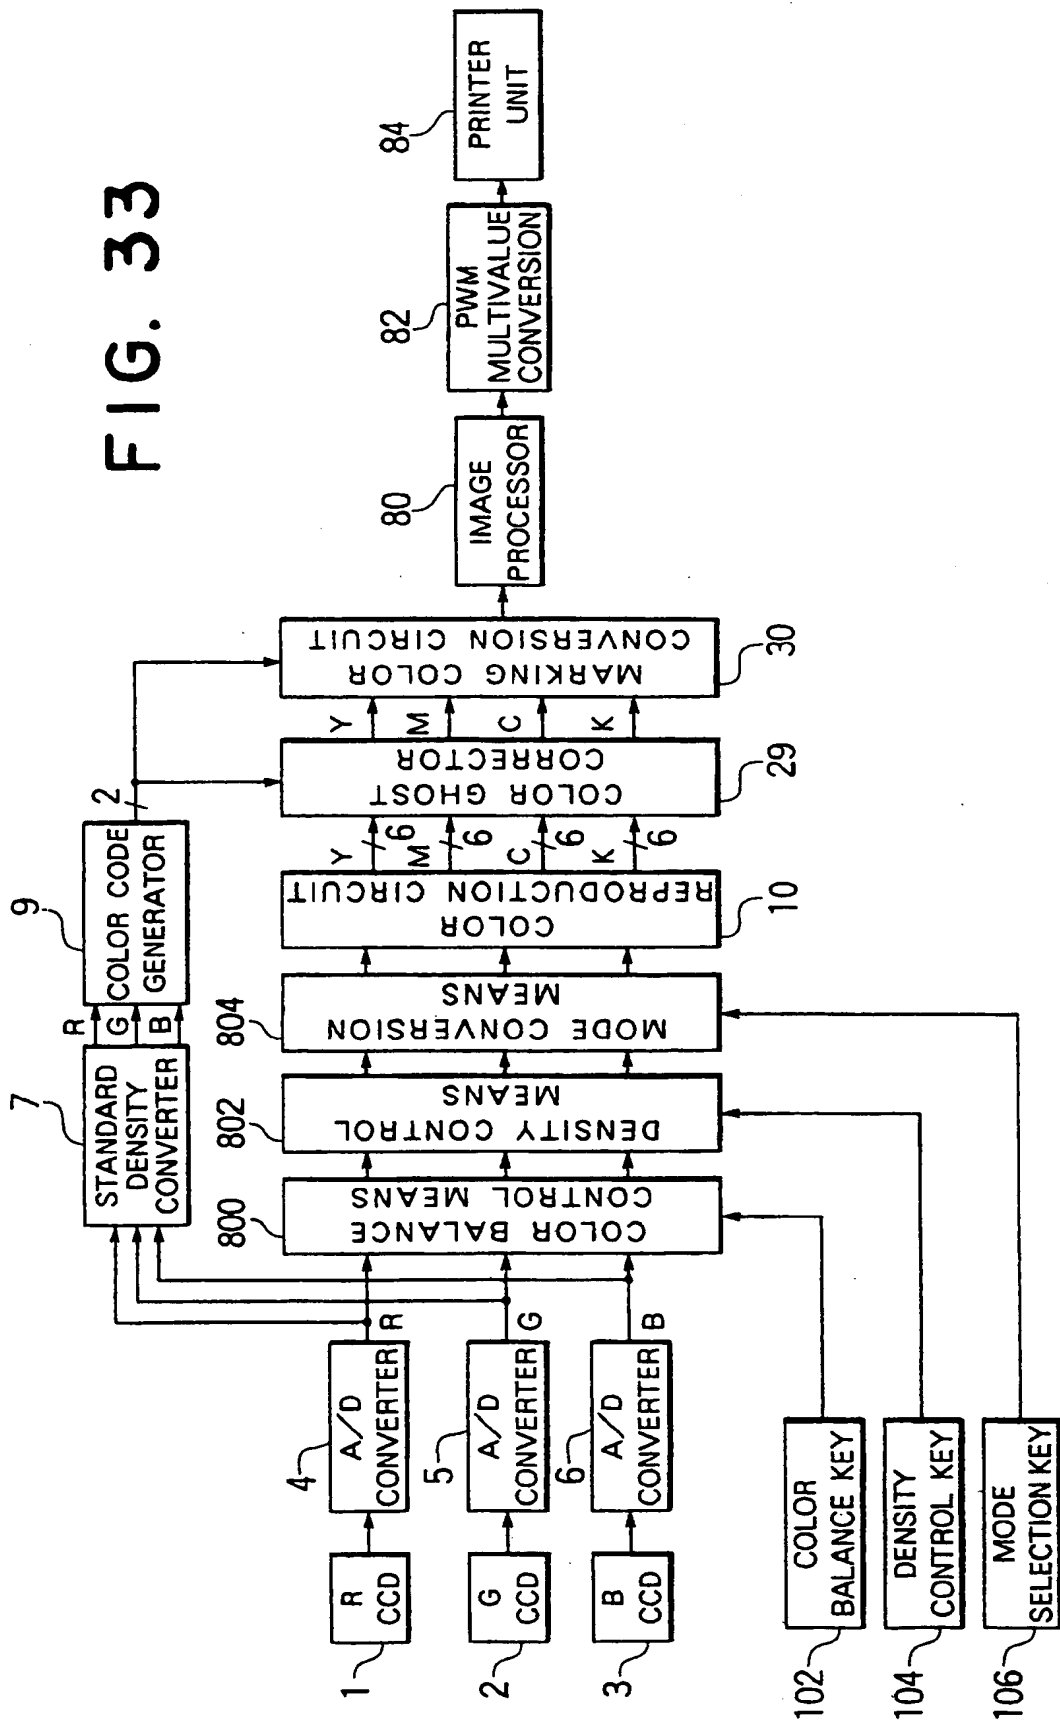 FIG. 33
1
R
CCD
2
G
CCD
3
B
CCD
4
A/D
CONVERTER
R
5
A/D
CONVERTER
G
6
A/D
CONVERTER
B
7
STANDARD
DENSITY
CONVERTER
R
G
B
9
COLOR CODE
GENERATOR
2
800
COLOR BALANCE
CONTROL MEANS
802
DENSITY CONTROL
MEANS
804
MODE CONVERSION
MEANS
COLOR
REPRODUCTION CIRCUIT
10
Y
6
M
6
C
6
K
6
COLOR GHOST
CORRECTOR
29
Y
M
C
K
MARKING COLOR
CONVERSION CIRCUIT
30
80
IMAGE
PROCESSOR
82
PWM
MULTIVALUE
CONVERSION
84
PRINTER
UNIT
102
COLOR
BALANCE KEY
104
DENSITY
CONTROL KEY
106
MODE
SELECTION KEY